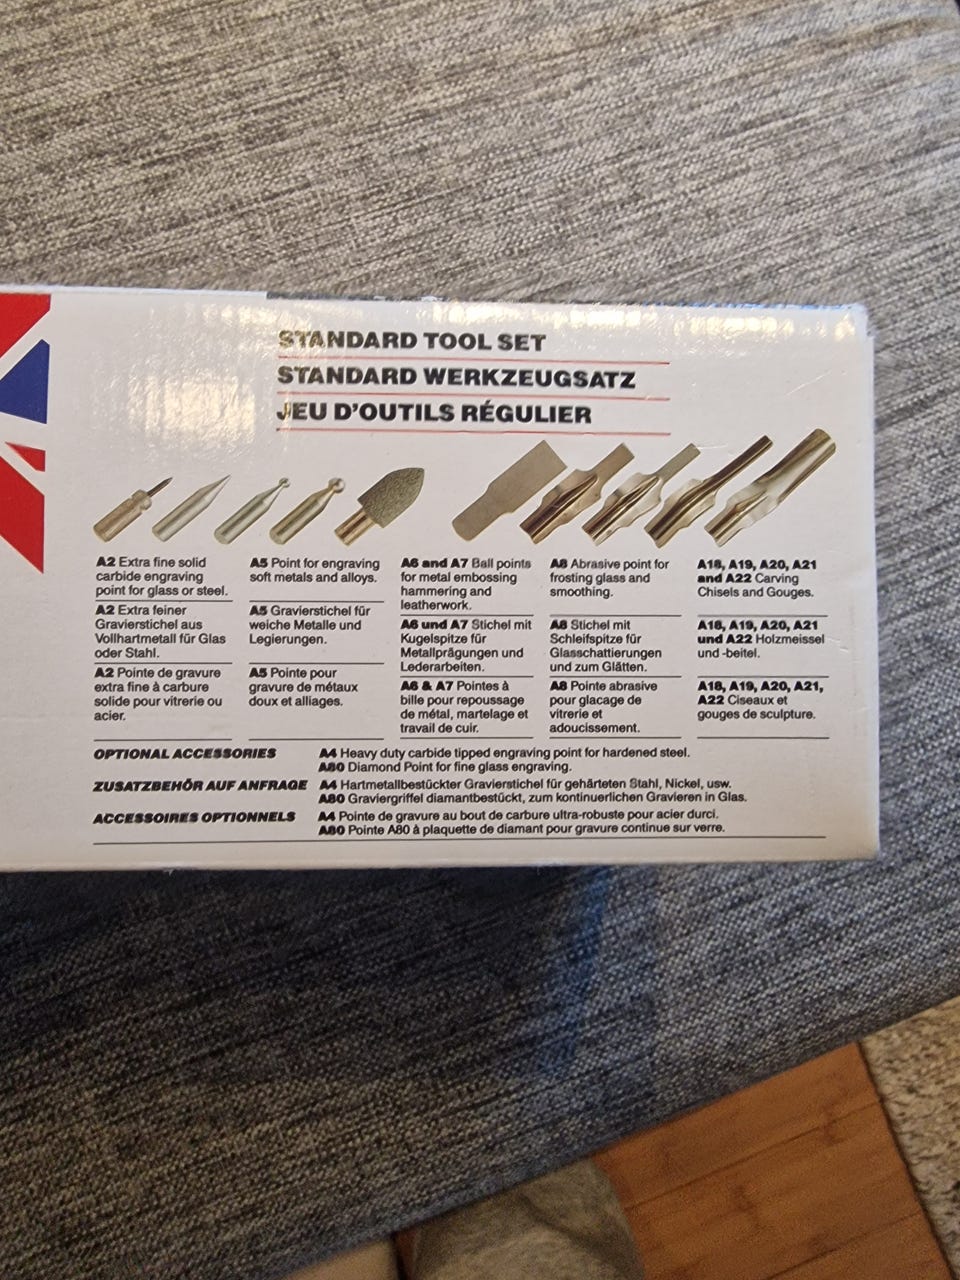 STANDARD TOOL SET
STANDARD WERKZEUGSATZ
JEU D'OUTILS RÉGULIER
A2 Extra fine solid
carbide engraving
point for glass or steel.
A2 Extra feiner
Gravierstichel aus
Vollhartmetall für Glas
oder Stahl.
A2 Pointe de gravure
extra fine à carbure
solide pour vitrerie ou
acier.
A5 Point for engraving
soft metals and alloys.
A5 Gravierstichel für
weiche Metalle und
Legierungen.
A5 Pointe pour
gravure de métaux
doux et alliages.
A6 and A7 Ball points
for metal embossing
hammering and
leatherwork.
A6 und A7 Stichel mit
Kugelspitze für
Metallprägungen und
Lederarbeiten.
A6 & A7 Pointes à
bille pour repoussage
de métal, martelage et
travail de cuir.
A8 Abrasive point for
frosting glass and
smoothing.
A8 Stichel mit
Schleifspitze für
Glasschattierungen
und zum Glätten.
A8 Pointe abrasive
pour glacage de
vitrerie et
adoucissement.
A18, A19, A20, A21
and A22 Carving
Chisels and Gouges.
A18, A19, A20, A21
und A22 Holzmeissel
und -beitel.
A18, A19, A20, A21,
A22 Ciseaux et
gouges de sculpture.
OPTIONAL ACCESSORIES
A4 Heavy duty carbide tipped engraving point for hardened steel.
A80 Diamond Point for fine glass engraving.
ZUSATZBEHÖR AUF ANFRAGE
A4 Hartmetallbestückter Gravierstichel für gehärteten Stahl, Nickel, usw.
A80 Graviergriffel diamantbestückt, zum kontinuerlichen Gravieren in Glas.
ACCESSOIRES OPTIONNELS
A4 Pointe de gravure au bout de carbure ultra-robuste pour acier durci.
A80 Pointe A80 à plaquette de diamant pour gravure continue sur verre.